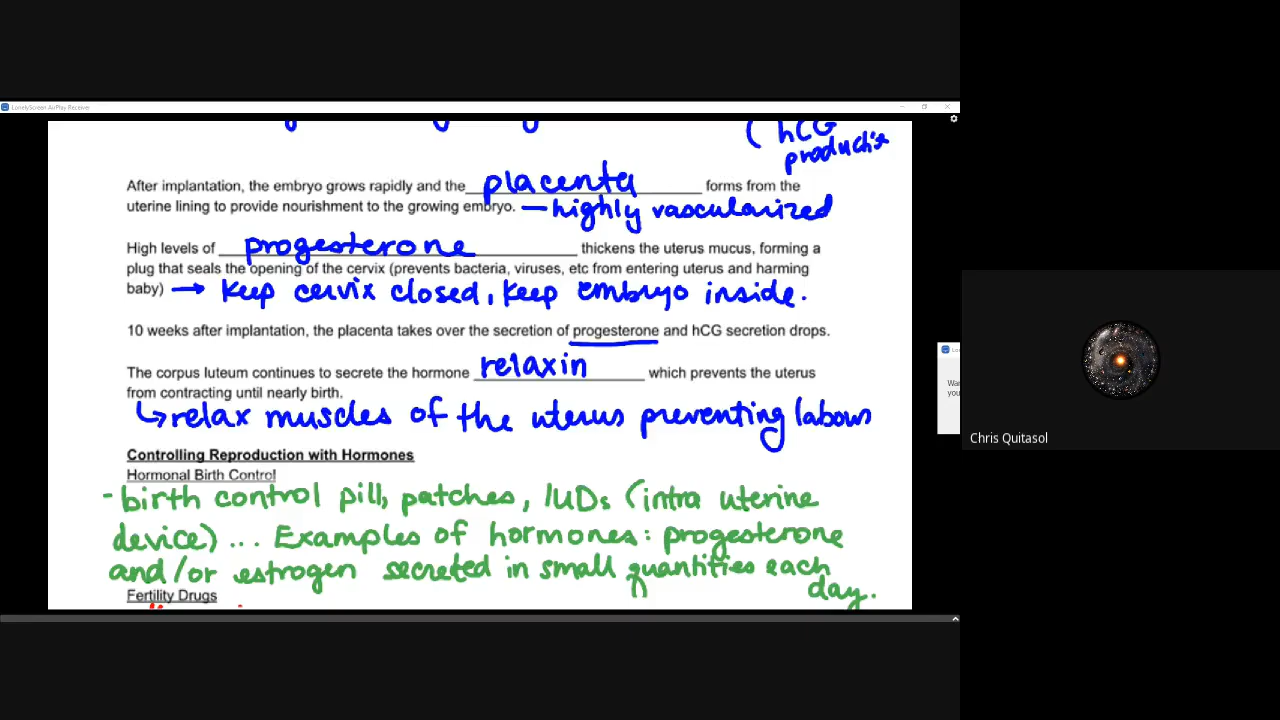 LonelyScreen AirPlay Receiver
( hCG
product
After implantation, the embryo grows rapidly and the placenta forms from the
uterine lining to provide nourishment to the growing embryo. — highly vascularized
High levels of progesterone thickens the uterus mucus, forming a
plug that seals the opening of the cervix (prevents bacteria, viruses, etc from entering uterus and harming
baby) → keep cervix closed, keep embryo inside.
10 weeks after implantation, the placenta takes over the secretion of progesterone and hCG secretion drops.
The corpus luteum continues to secrete the hormone relaxin which prevents the uterus
from contracting until nearly birth.
↳ relax muscles of the uterus preventing labour
Controlling Reproduction with Hormones
Hormonal Birth Control
- birth control pill, patches, IUDs (intra uterine
device) ... Examples of hormones: progesterone
and/or estrogen secreted in small quantities each
day.
Fertility Drugs
Chris Quitasol